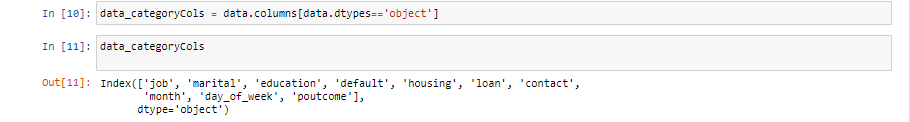 In [10]: data_categoryCols = data.columns[data.dtypes=='object']
In [11]: data_categoryCols
Out[11]: Index(['job', 'marital', 'education', 'default', 'housing', 'loan', 'contact',
'month', 'day_of_week', 'poutcome'],
dtype='object')